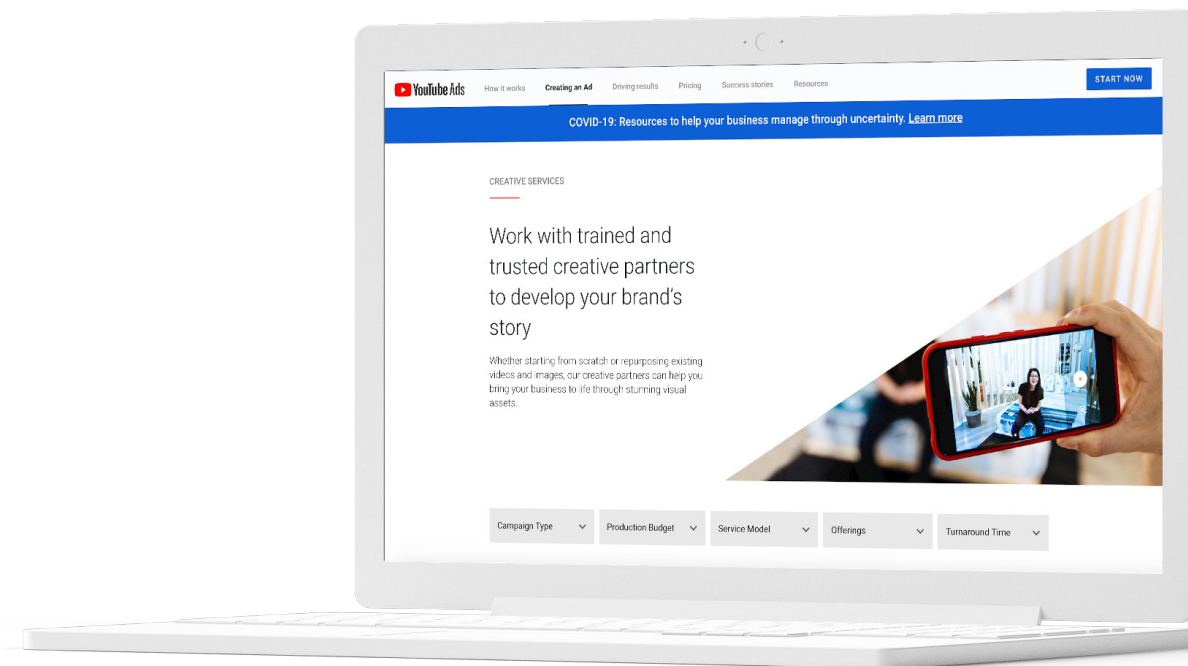 YouTube Ads
How it works
Creating an Ad
Driving results
Pricing
Success stories
Resources
START NOW
COVID-19: Resources to help your business manage through uncertainty. Learn more
CREATIVE SERVICES
Work with trained and
trusted creative partners
to develop your brand's
story
Whether starting from scratch or repurposing existing
videos and images, our creative partners can help you
bring your business to life through stunning visual
assets.
Campaign Type
Production Budget
Service Model
Offerings
Turnaround Time